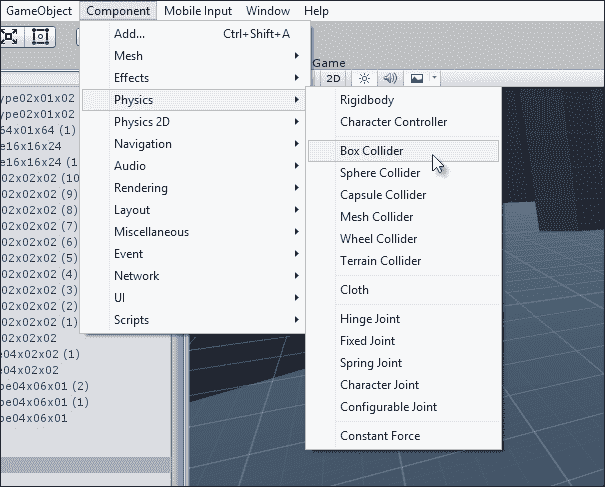 GameObject Component Mobile Input Window Help
Add... Ctrl+Shift+A
Mesh
Effects
Physics
Physics 2D
Navigation
Audio
Rendering
Layout
Miscellaneous
Event
Network
UI
Scripts
Game
2D
Rigidbody
Character Controller
Box Collider
Sphere Collider
Capsule Collider
Mesh Collider
Wheel Collider
Terrain Collider
Cloth
Hinge Joint
Fixed Joint
Spring Joint
Character Joint
Configurable Joint
Constant Force
ype02x01x02
ype02x01x02
64x01x64 (1)
e16x16x24
e16x16x24 (1
02x02x02 (10
02x02x02 (9)
02x02x02 (8)
02x02x02 (7)
02x02x02 (6)
02x02x02 (5)
02x02x02 (4)
02x02x02 (3)
02x02x02 (2)
02x02x02 (1)
02x02x02
e04x02x02 (1)
e04x02x02
pe04x06x01 (2)
pe04x06x01 (1)
pe04x06x01